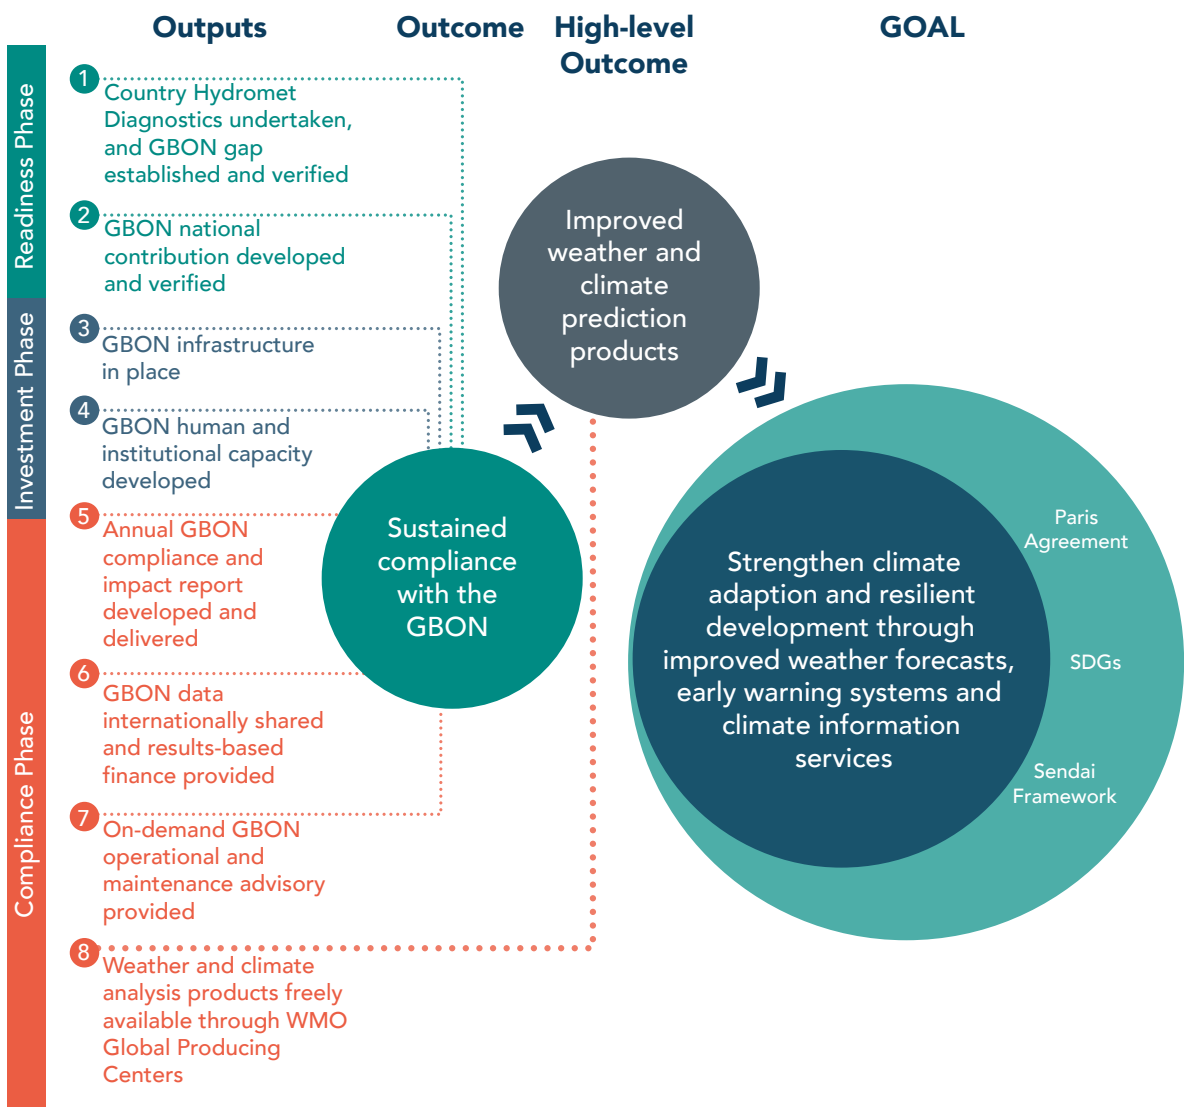 Outputs
Outcome
High-level
Outcome
GOAL
Readiness Phase
1
Country Hydromet
Diagnostics undertaken,
and GBON gap
established and verified
2
GBON national
contribution developed
and verified
Investment Phase
3
GBON infrastructure
in place
4
GBON human and
institutional capacity
developed
Compliance Phase
5
Annual GBON
compliance and
impact report
developed and
delivered
6
GBON data
internationally shared
and results-based
finance provided
7
On-demand GBON
operational and
maintenance advisory
provided
8
Weather and climate
analysis products freely
available through WMO
Global Producing
Centers
Sustained
compliance
with the
GBON
Improved
weather and
climate
prediction
products
Strengthen climate
adaption and resilient
development through
improved weather forecasts,
early warning systems and
climate information
services
Paris
Agreement
SDGs
Sendai
Framework